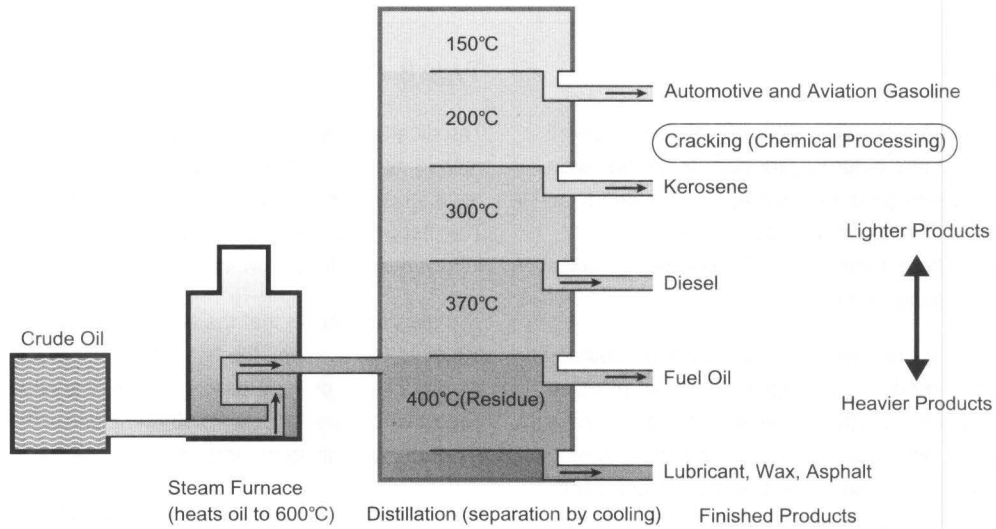 150℃
Automotive and Aviation Gasoline
200℃
Cracking (Chemical Processing)
Kerosene
300℃
Lighter Products
Diesel
370℃
Crude Oil
Fuel Oil
400℃(Residue)
Heavier Products
Lubricant, Wax, Asphalt
Steam Furnace
(heats oil to 600℃)
Distillation (separation by cooling)
Finished Products